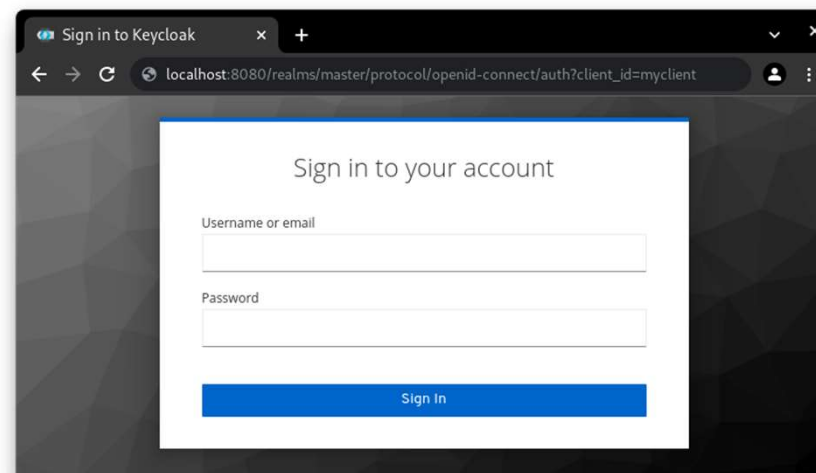 Sign in to Keycloak
localhost:8080/realms/master/protocol/openid-connect/auth?client_id=myclient
Sign in to your account
Username or email
Password
Sign In